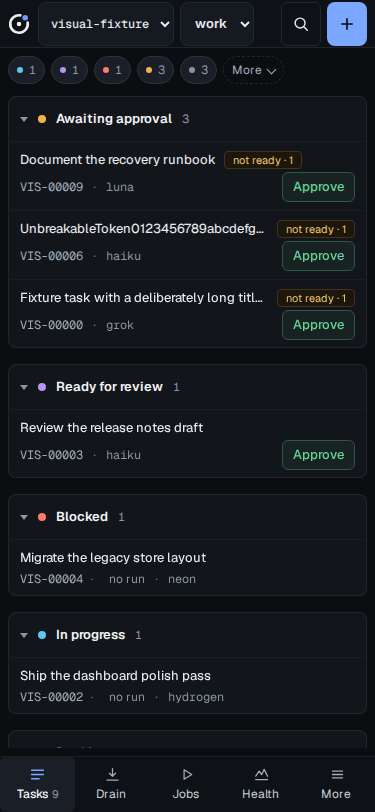 visual-fixture work
1 1 1 3 3 More
Awaiting approval 3
Document the recovery runbook not ready · 1
VIS-00009 · luna Approve
UnbreakableToken0123456789abcdefg… not ready · 1
VIS-00006 · haiku Approve
Fixture task with a deliberately long titl… not ready · 1
VIS-00000 · grok Approve
Ready for review 1
Review the release notes draft
VIS-00003 · haiku Approve
Blocked 1
Migrate the legacy store layout
VIS-00004 · no run · neon
In progress 1
Ship the dashboard polish pass
VIS-00002 · no run · hydrogen
Tasks 9 Drain Jobs Health More